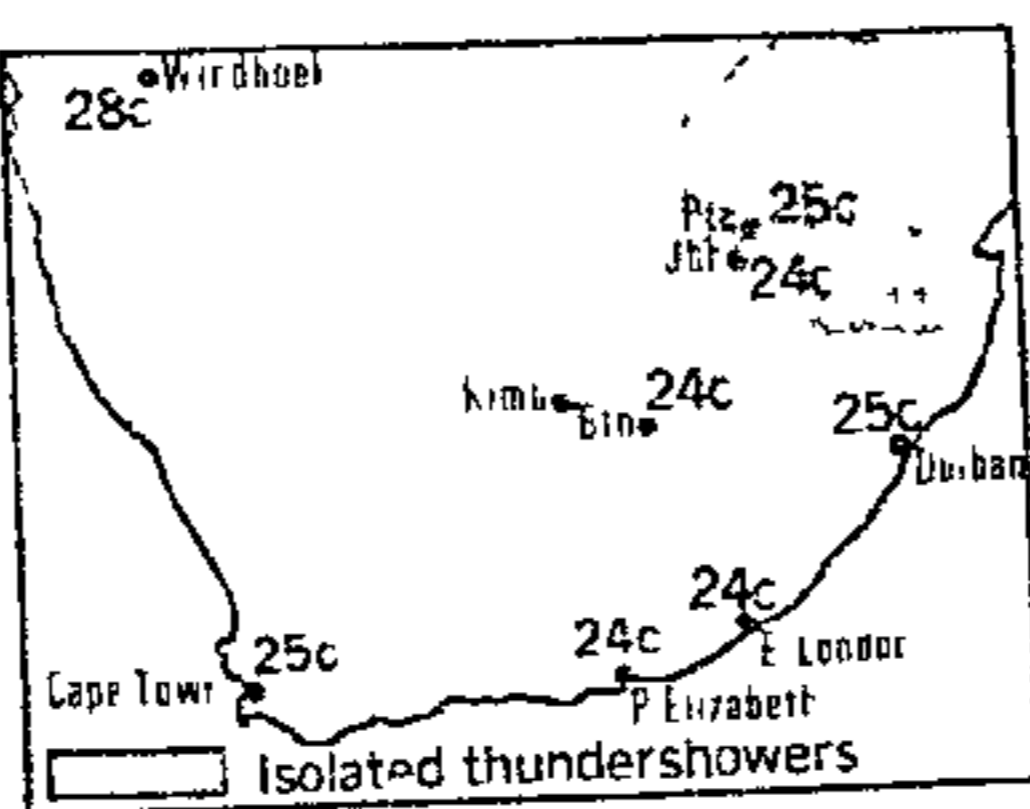 Windhoek
28c
Ptz 25c
Jhb 24c
Kimb
24c
Bfn
25c
Durban
24c
E London
24c
P Elizabeth
25c
Cape Town
Isolated thundershowers